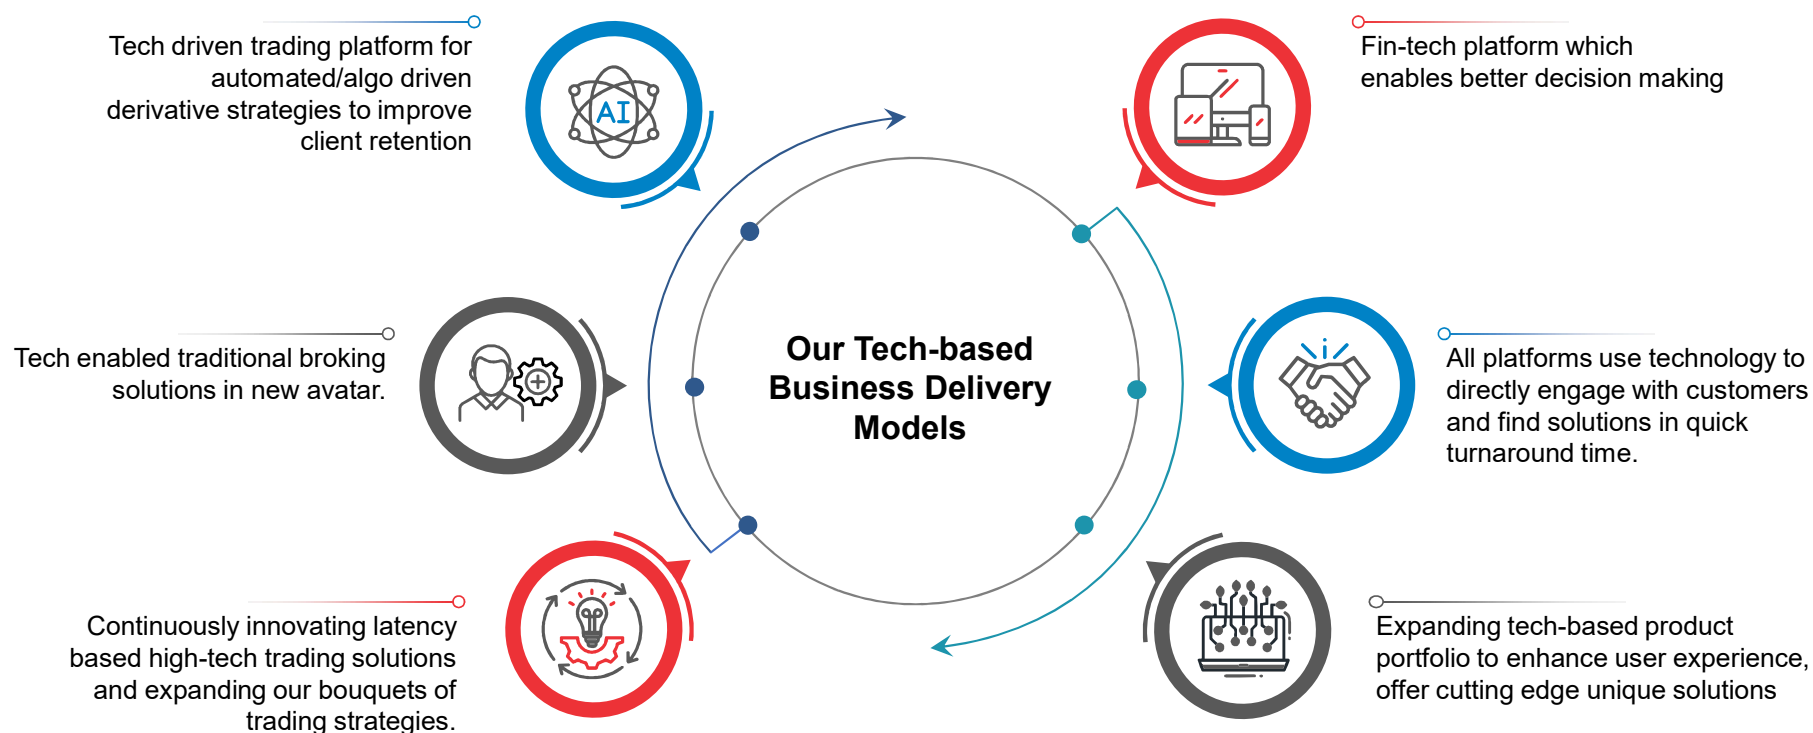 Tech driven trading platform for
automated/algo driven
derivative strategies to improve
client retention
AI
Fin-tech platform which
enables better decision making
Tech enabled traditional broking
solutions in new avatar.
Our Tech-based
Business Delivery
Models
All platforms use technology to
directly engage with customers
and find solutions in quick
turnaround time.
Continuously innovating latency
based high-tech trading solutions
and expanding our bouquets of
trading strategies.
Expanding tech-based product
portfolio to enhance user experience,
offer cutting edge unique solutions